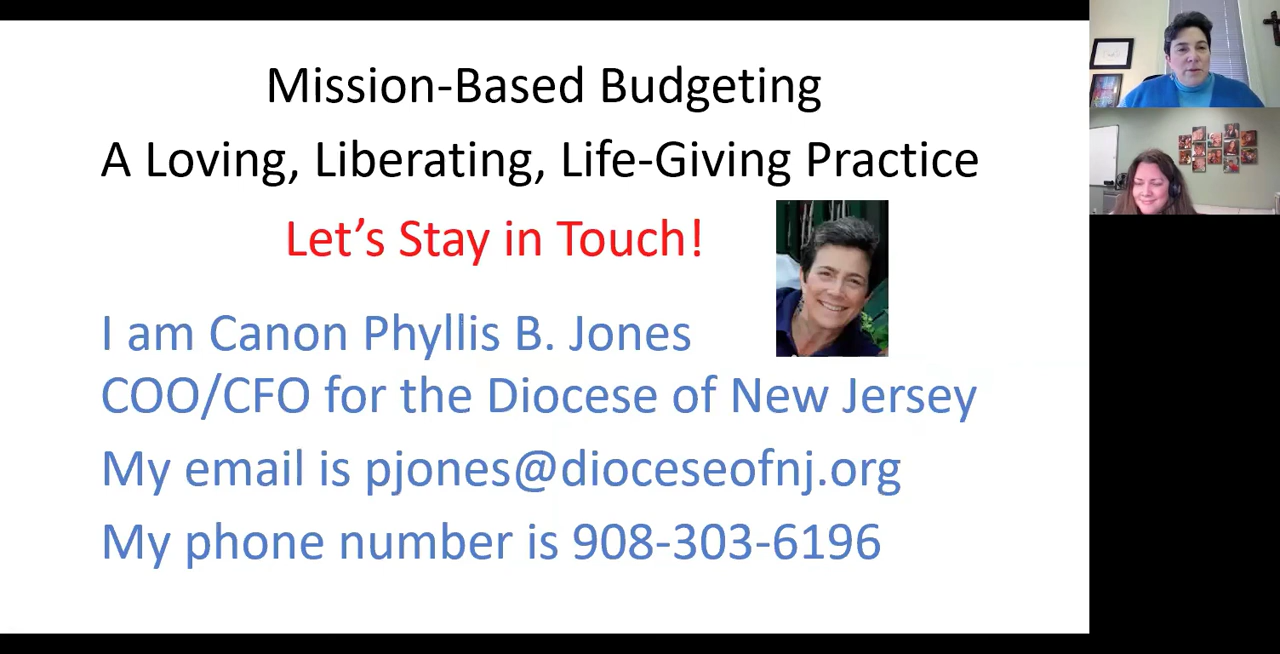 Mission-Based Budgeting
A Loving, Liberating, Life-Giving Practice
Let’s Stay in Touch!
I am Canon Phyllis B. Jones
COO/CFO for the Diocese of New Jersey
My email is pjones@dioceseofnj.org
My phone number is 908-303-6196